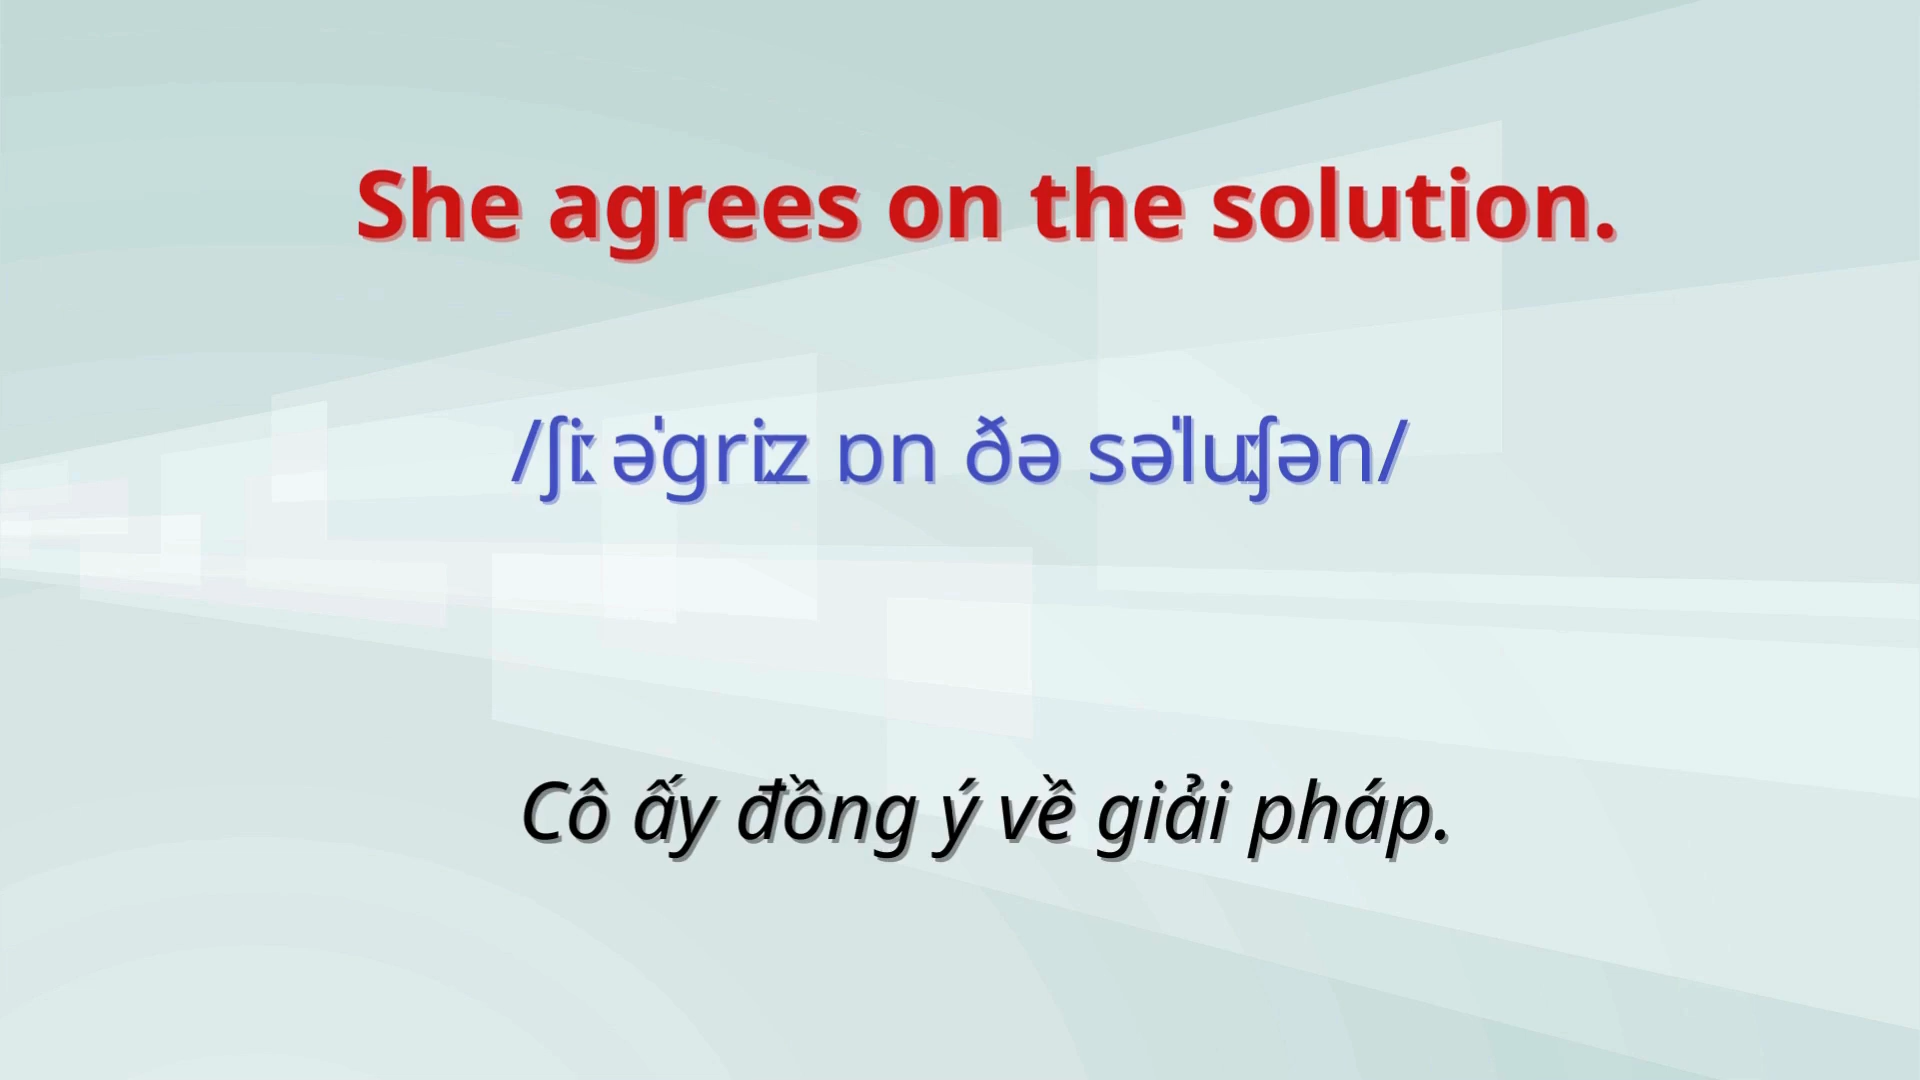 She agrees on the solution.
/ʃiː əˈɡriːz ɒn ðə səˈluːʃən/
Cô ấy đồng ý về giải pháp.